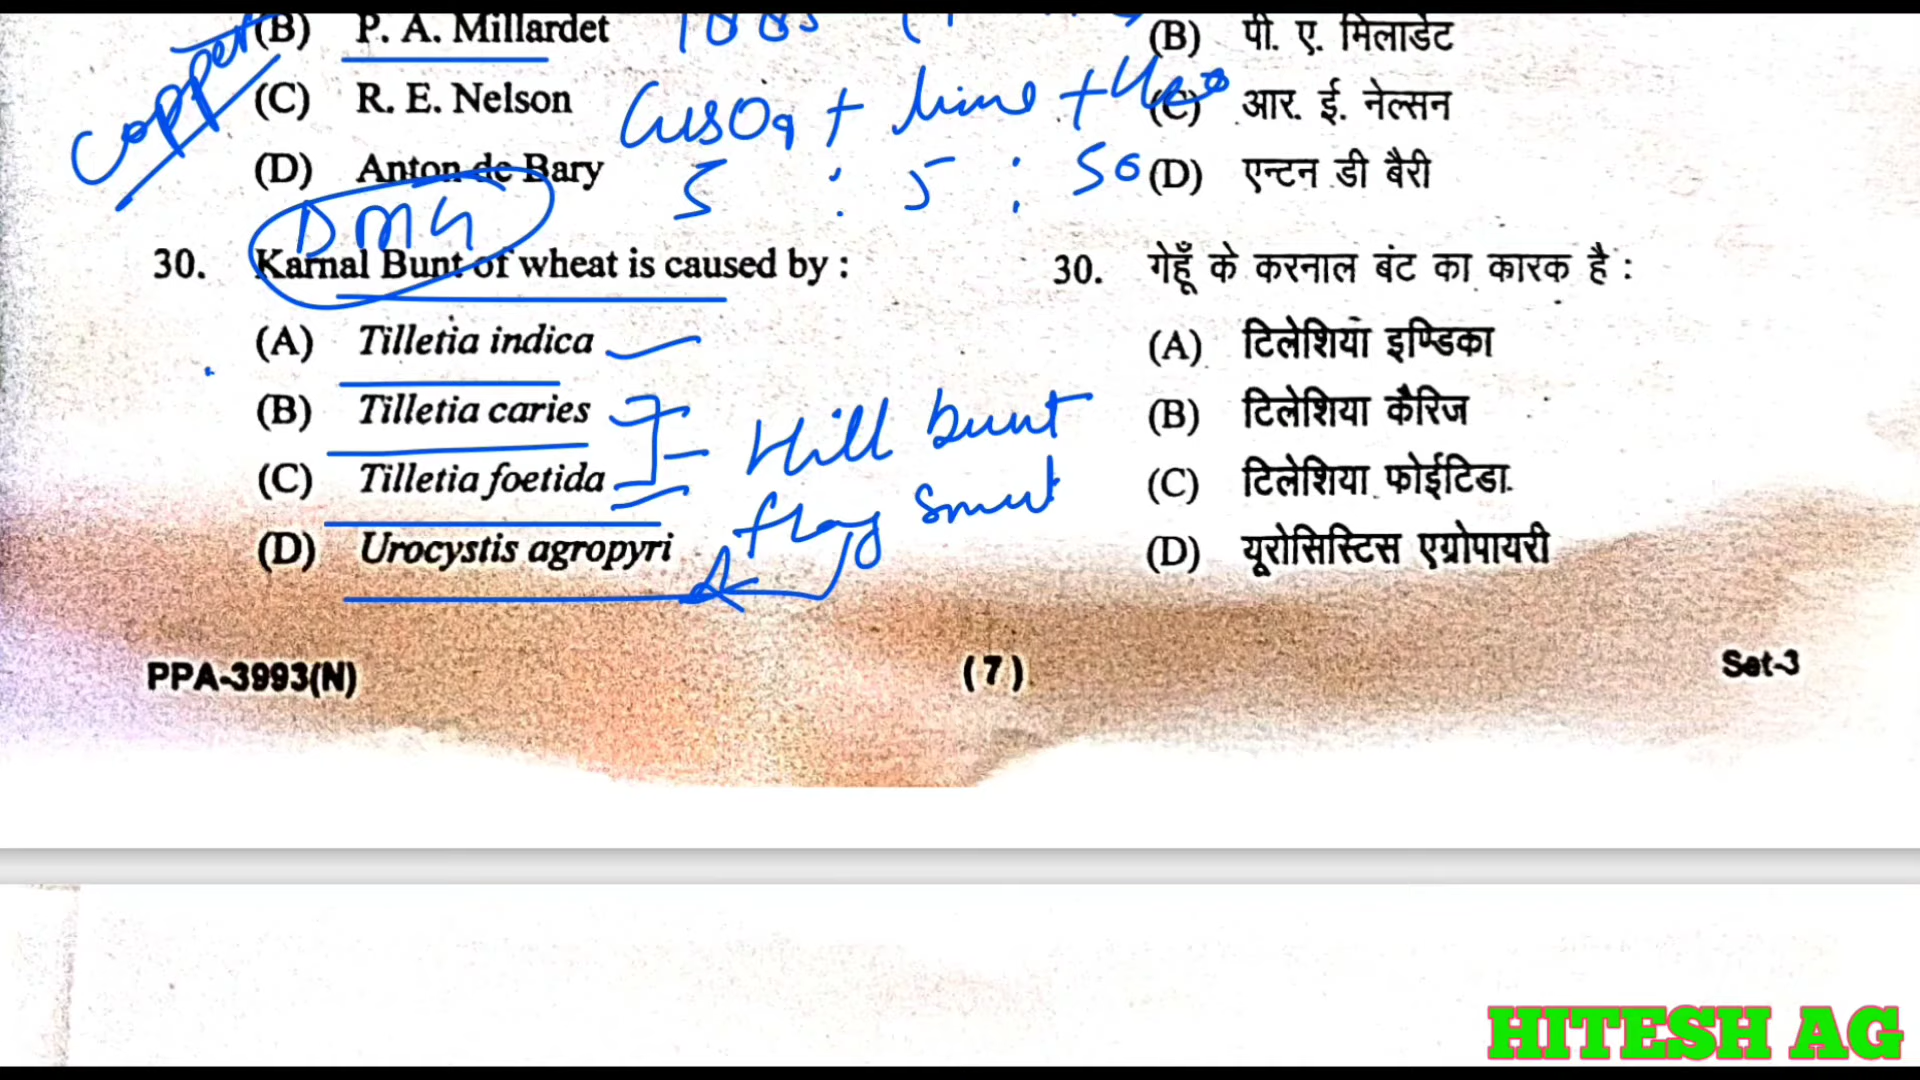 (B) P. A. Millardet
(C) R. E. Nelson
(D) Anton de Bary
copper
1885
CuSO4 + lime + H2O
5 : 5 : 50
DMG
30. Karnal Bunt of wheat is caused by :
(A) Tilletia indica
(B) Tilletia caries
(C) Tilletia foetida
(D) Urocystis agropyri
Hill bunt
flag smut
(B) पी. ए. मिलार्डेट
(C) आर. ई. नेल्सन
(D) एन्टन डी बैरी
30. गेहूँ के करनाल बंट का कारक है :
(A) टिलेशिया इण्डिका
(B) टिलेशिया कैरिज
(C) टिलेशिया फोईटिडा
(D) यूरोसिस्टिस एग्रोपायरी
PPA-3993(N)
(7)
Set-3
HITESH AG